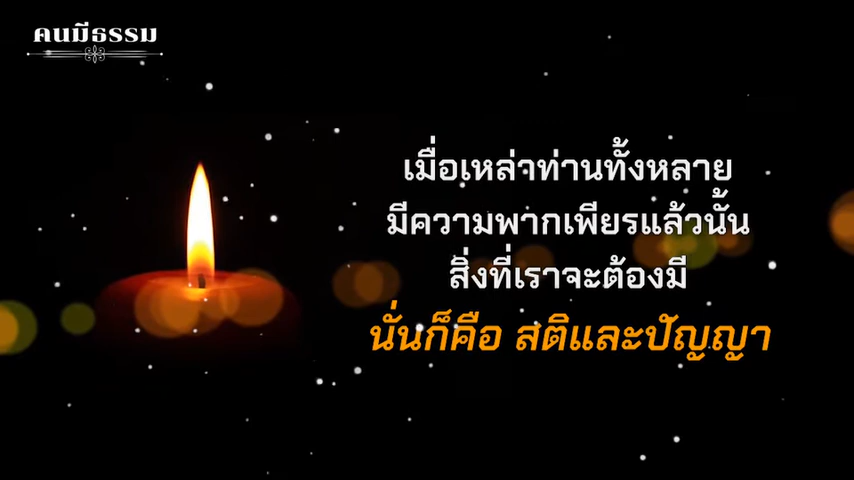 คนมีธรรม
เมื่อเหล่าท่านทั้งหลาย
มีความพากเพียรแล้วนั้น
สิ่งที่เราจะต้องมี
นั่นก็คือ สติและปัญญา